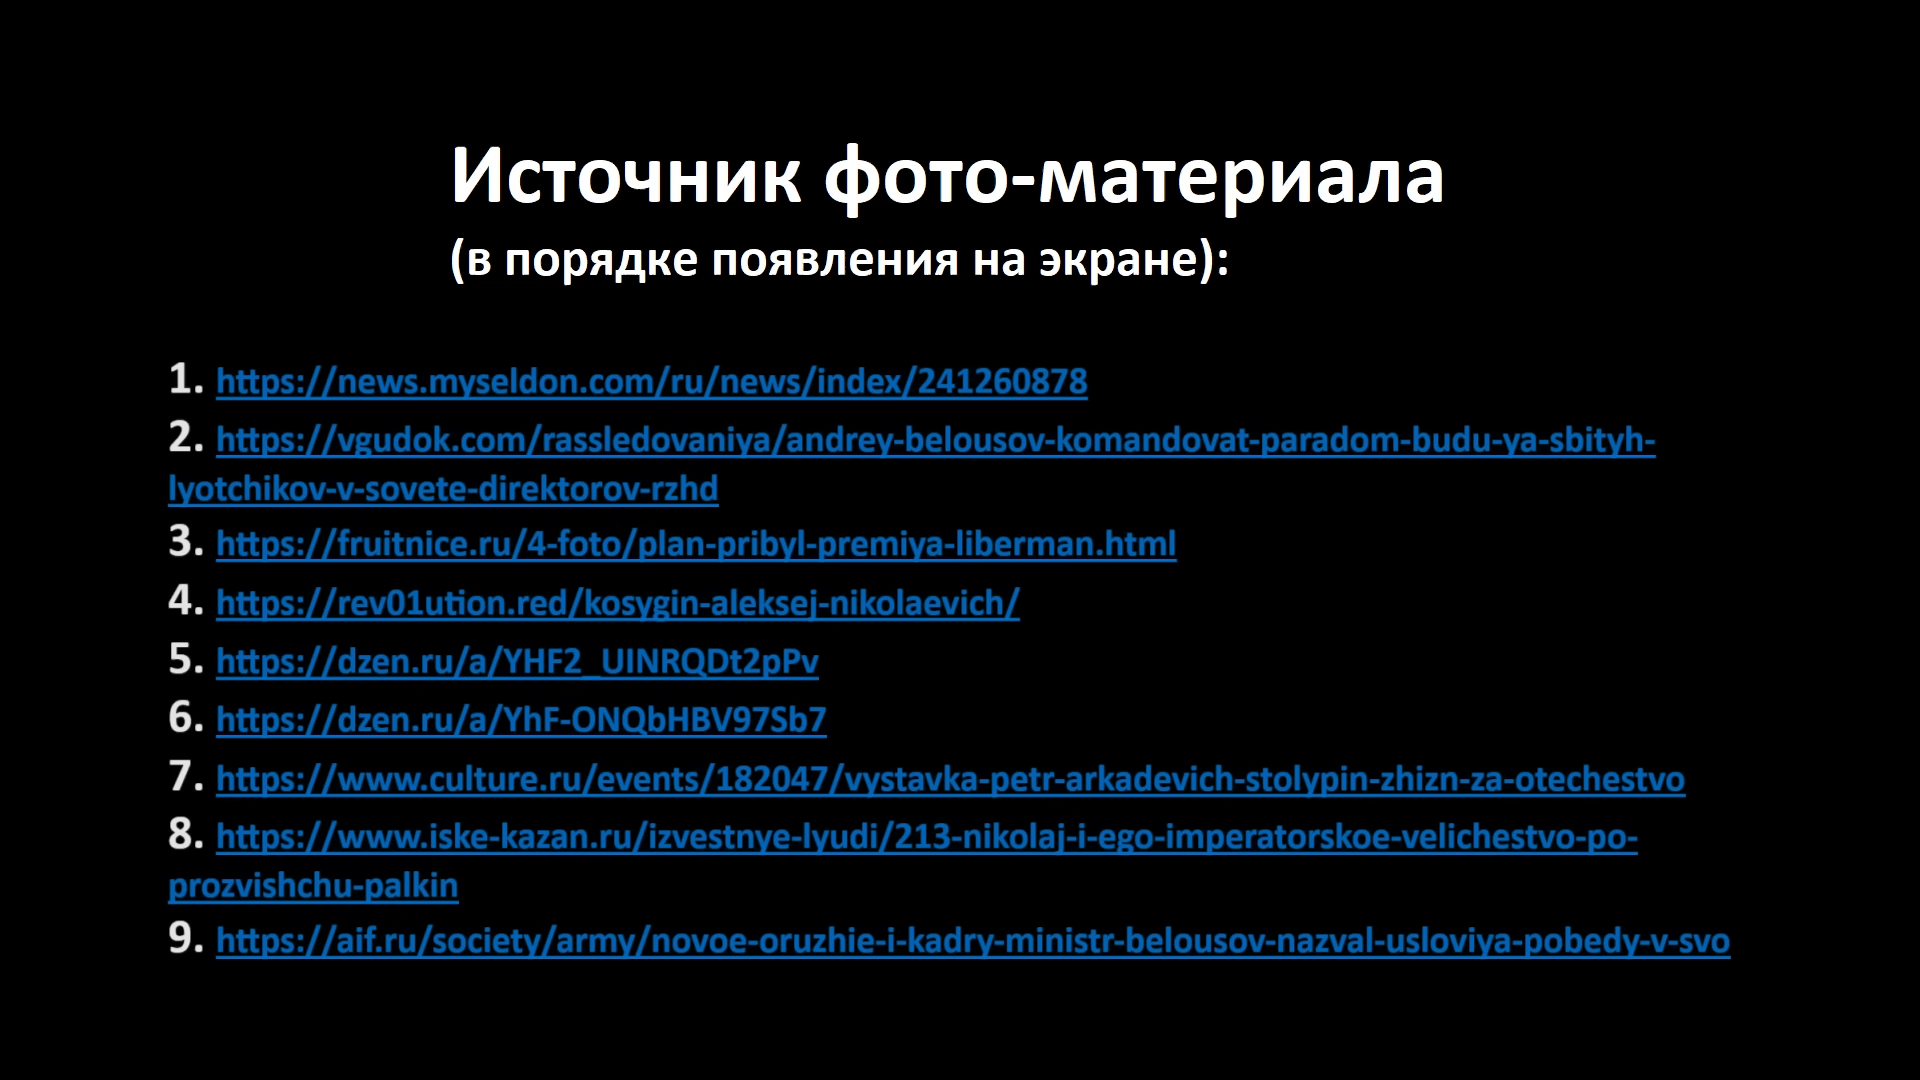 Источник фото-материала
(в порядке появления на экране):
1. https://news.myseldon.com/ru/news/index/241260878
2. https://vgudok.com/rassledovaniya/andrey-belousov-komandovat-paradom-budu-ya-sbityh-
lyotchikov-v-sovete-direktorov-rzhd
3. https://fruitnice.ru/4-foto/plan-pribyl-premiya-liberman.html
4. https://rev01ution.red/kosygin-aleksej-nikolaevich/
5. https://dzen.ru/a/YHF2_UINRQDt2pPv
6. https://dzen.ru/a/YhF-ONQbHBV97Sb7
7. https://www.culture.ru/events/182047/vystavka-petr-arkadevich-stolypin-zhizn-za-otechestvo
8. https://www.iske-kazan.ru/izvestnye-lyudi/213-nikolaj-i-ego-imperatorskoe-velichestvo-po-
prozvishchu-palkin
9. https://aif.ru/society/army/novoe-oruzhie-i-kadry-ministr-belousov-nazval-usloviya-pobedy-v-svo